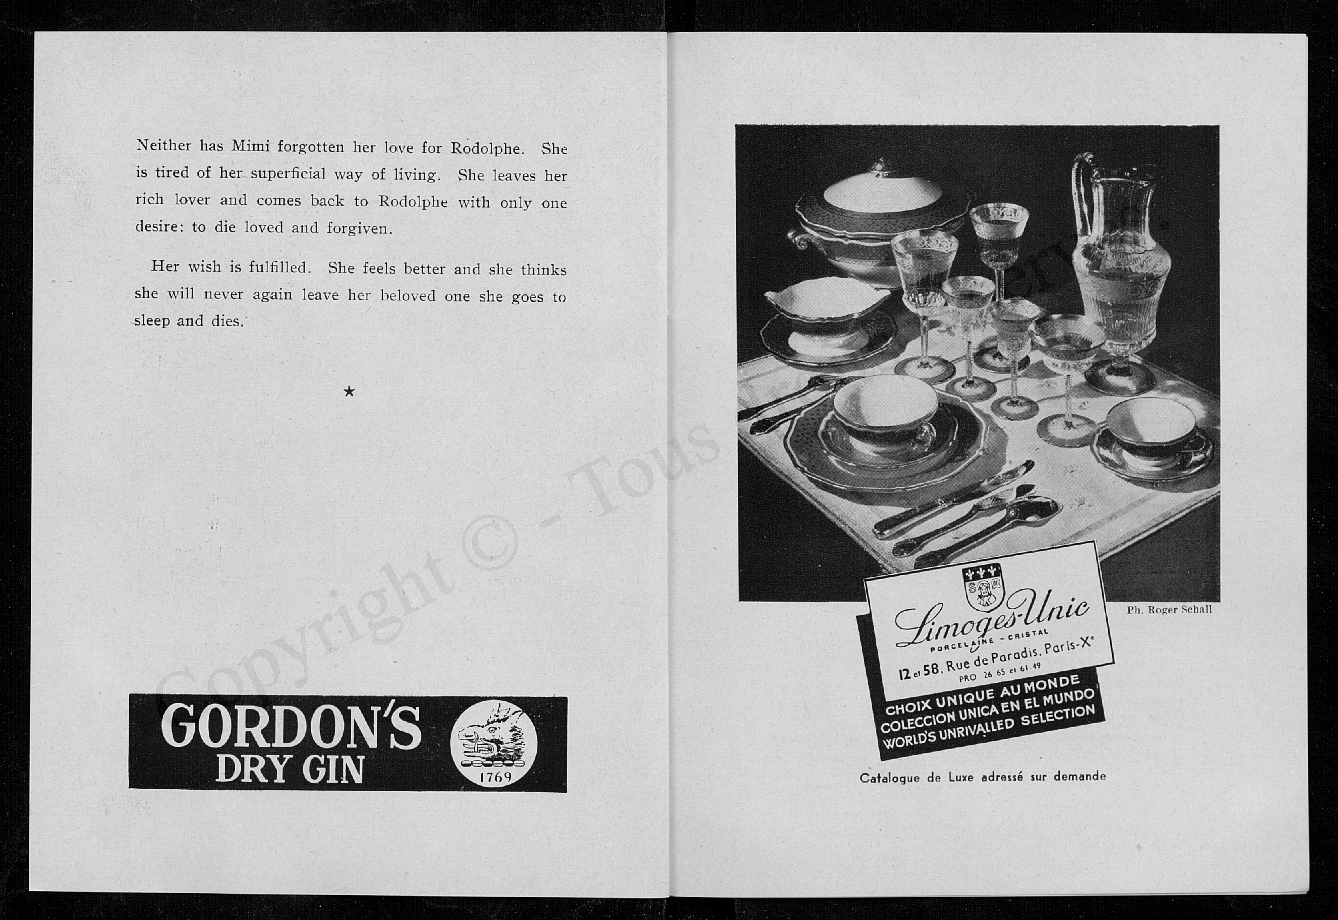 Neither has Mimi forgotten her love for Rodolphe. She
is tired of her superficial way of living. She leaves her
rich lover and comes back to Rodolphe with only one
desire: to die loved and forgiven.
Her wish is fulfilled. She feels better and she thinks
she will never again leave her beloved one she goes to
sleep and dies.
Copyright © - Tous
GORDON'S
DRY GIN
1769
Ph. Roger Schall
Limoges-Unic
PORCELAINE - CRISTAL
12 et 58, Rue de Paradis, Paris-Xe
PRO 26 65 et 61 49
CHOIX UNIQUE AU MONDE
COLECCION UNICA EN EL MUNDO
WORLD'S UNRIVALLED SELECTION
Catalogue de Luxe adressé sur demande